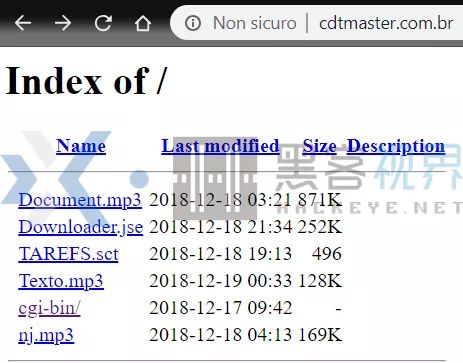 Non sicuro | cdtmaster.com.br
Index of /
Name Last modified Size Description
Document.mp3 2018-12-18 03:21 871K
Downloader.jse 2018-12-18 21:34 252K
TAREFS.sct 2018-12-18 19:13 496
Texto.mp3 2018-12-19 00:33 128K
cgi-bin/ 2018-12-17 09:42 -
nj.mp3 2018-12-18 04:13 169K
黑客视界
HACKEYE.NET